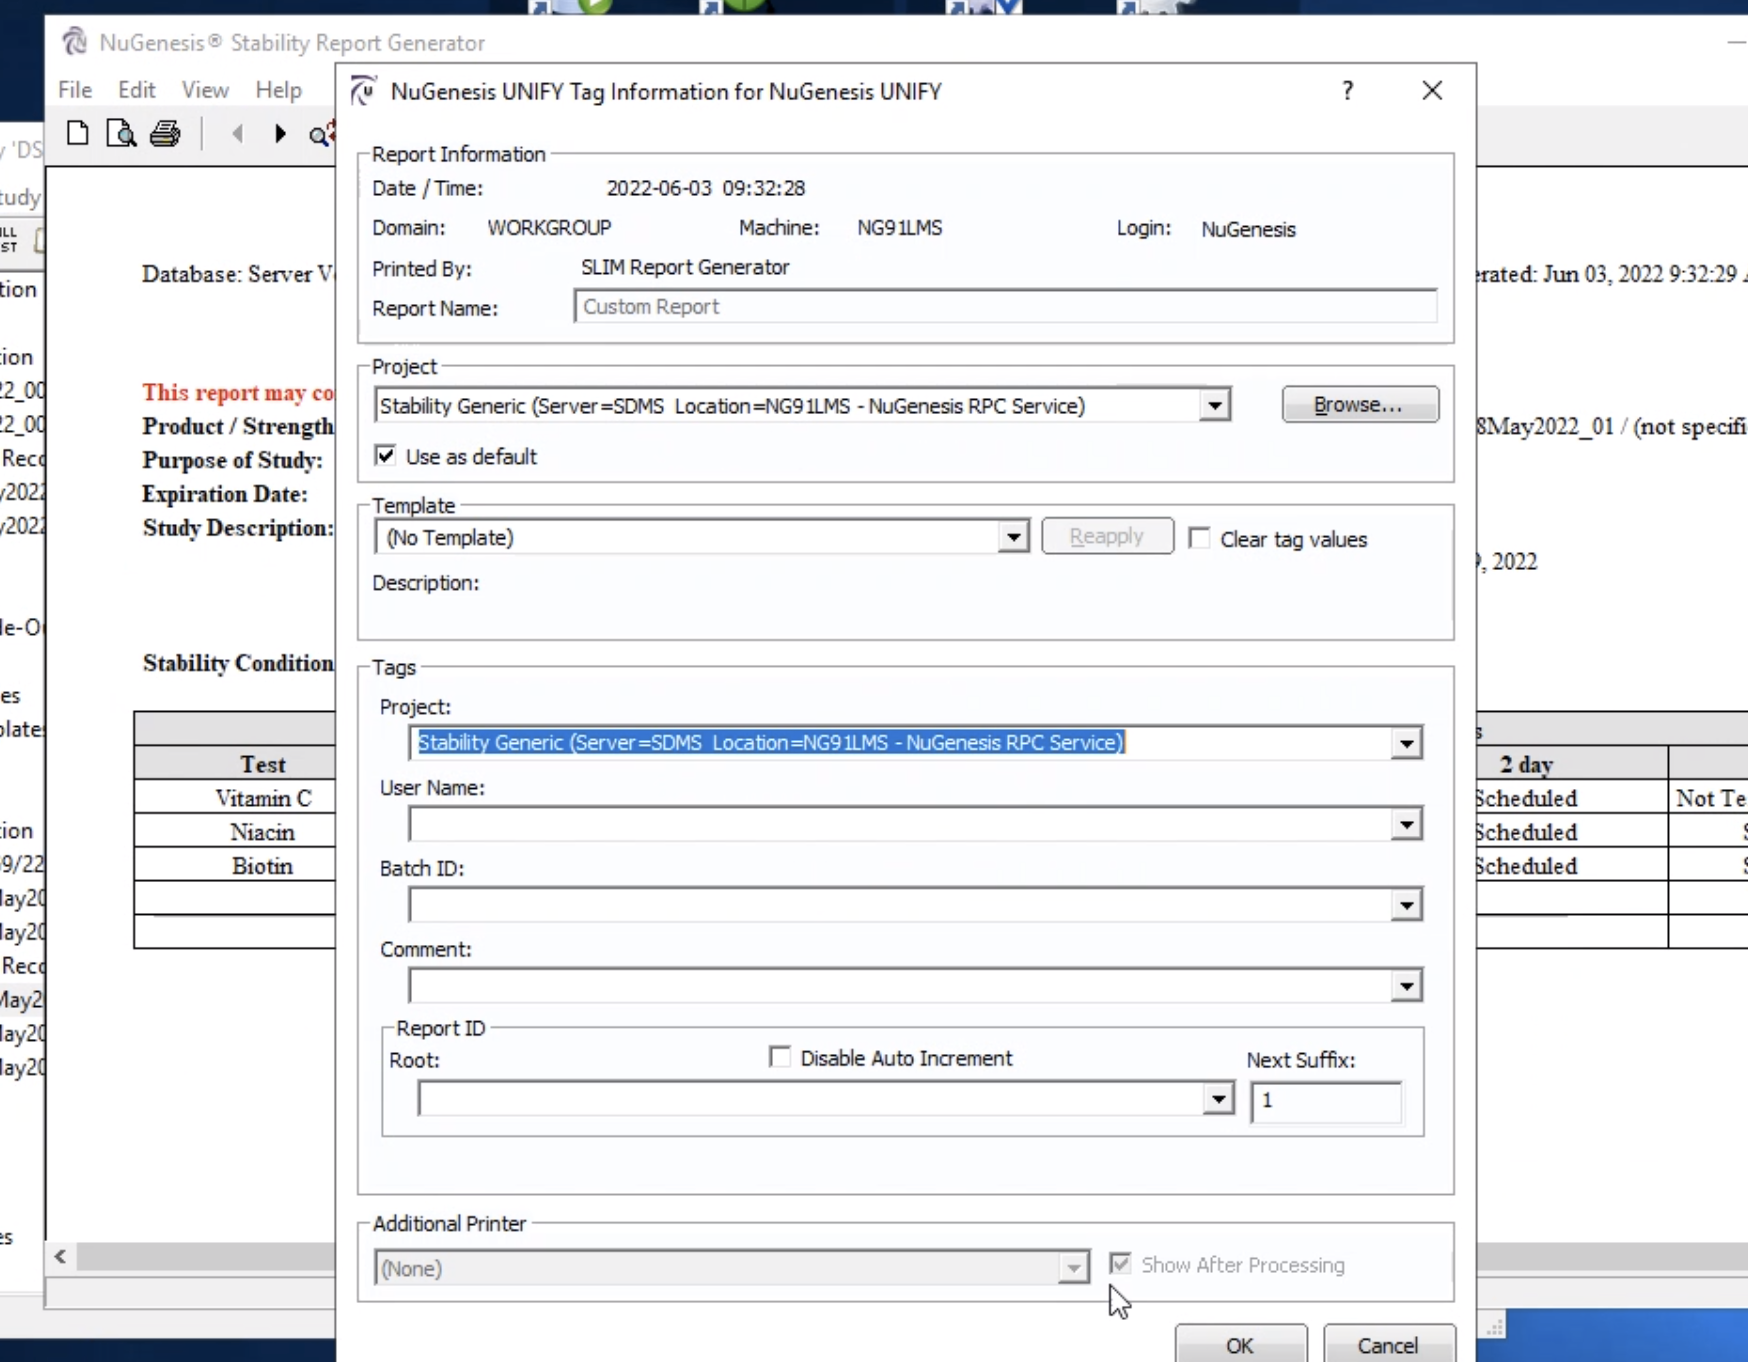 NuGenesis® Stability Report Generator
File Edit View Help
NuGenesis UNIFY Tag Information for NuGenesis UNIFY
?
Report Information
Date / Time: 2022-06-03 09:32:28
Domain: WORKGROUP Machine: NG91LMS Login: NuGenesis
Printed By: SLIM Report Generator
Report Name: Custom Report
Project
Stability Generic (Server=SDMS Location=NG91LMS - NuGenesis RPC Service)
Browse...
Use as default
Template
(No Template)
Reapply
Clear tag values
Description:
Tags
Project:
Stability Generic (Server=SDMS Location=NG91LMS - NuGenesis RPC Service)
User Name:
Batch ID:
Comment:
Report ID
Root:
Disable Auto Increment
Next Suffix:
1
Additional Printer
(None)
Show After Processing
OK Cancel
Database: Server
erated: Jun 03, 2022 9:32:29
This report may co
Product / Strength
8May2022_01 / (not specifi
Purpose of Study:
Expiration Date:
Study Description:
, 2022
Stability Condition
Test 2 day
Vitamin C Scheduled Not Te
Niacin Scheduled
Biotin Scheduled
y 'DS
tudy
ILL
ST
tion
tion
22_00
22_00
Reco
y2022
y2022
le-O
es
plates
tion
9/22
lay20
lay20
Reco
May2
lay20
lay20
es